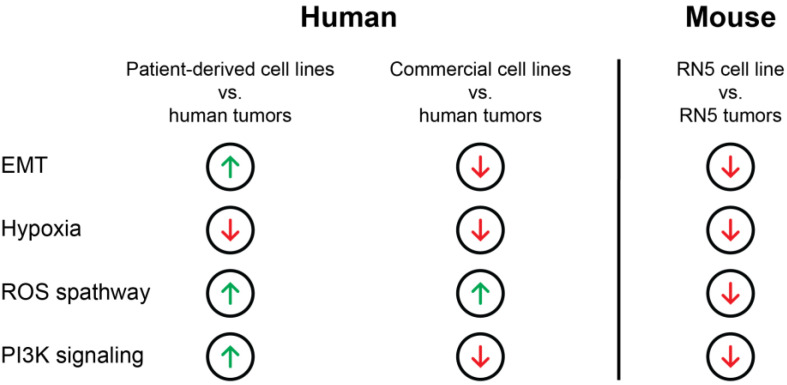 Human
Mouse
Patient-derived cell lines
vs.
human tumors
Commercial cell lines
vs.
human tumors
RN5 cell line
vs.
RN5 tumors
EMT
Hypoxia
ROS spathway
PI3K signaling